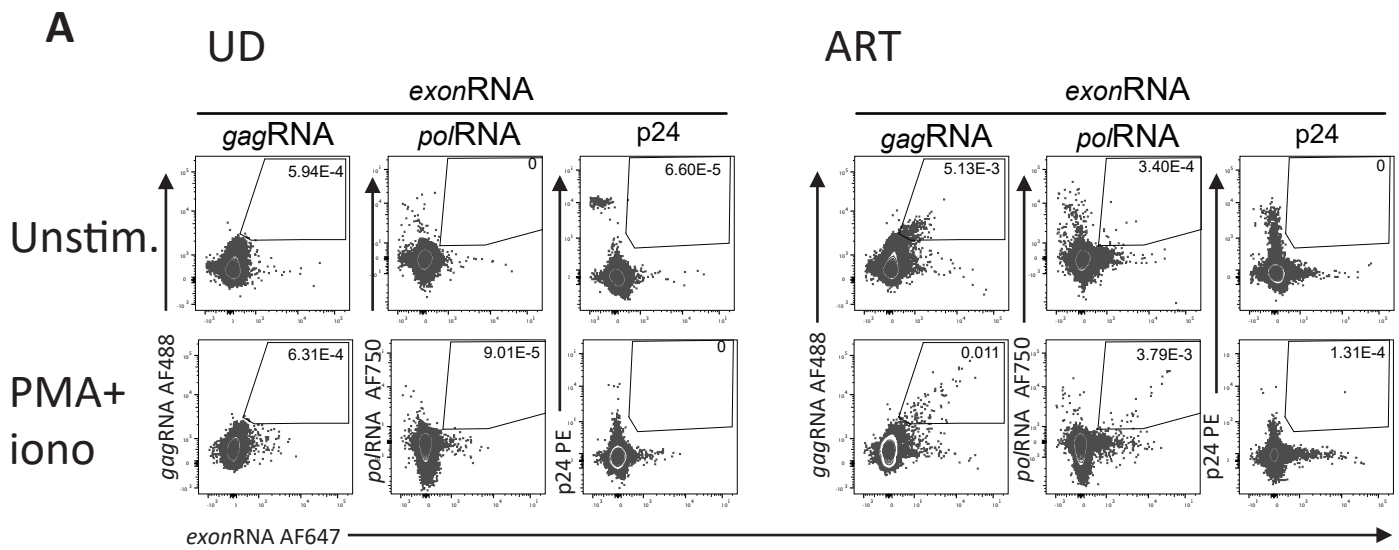 A
UD
ART
exonRNA
exonRNA
gagRNA
polRNA
p24
gagRNA
polRNA
p24
Unstim.
5.94E-4
0
6.60E-5
5.13E-3
3.40E-4
0
PMA+
iono
6.31E-4
9.01E-5
0
0.011
3.79E-3
1.31E-4
gagRNA AF488
polRNA AF750
p24 PE
gagRNA AF488
polRNA AF750
p24 PE
exonRNA AF647